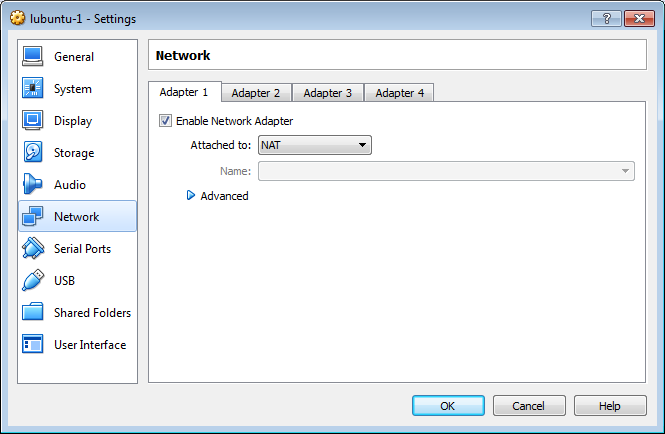 lubuntu-1 - Settings
General
System
Display
Storage
Audio
Network
Serial Ports
USB
Shared Folders
User Interface
Network
Adapter 1 Adapter 2 Adapter 3 Adapter 4
Enable Network Adapter
Attached to: NAT
Name:
Advanced
OK Cancel Help